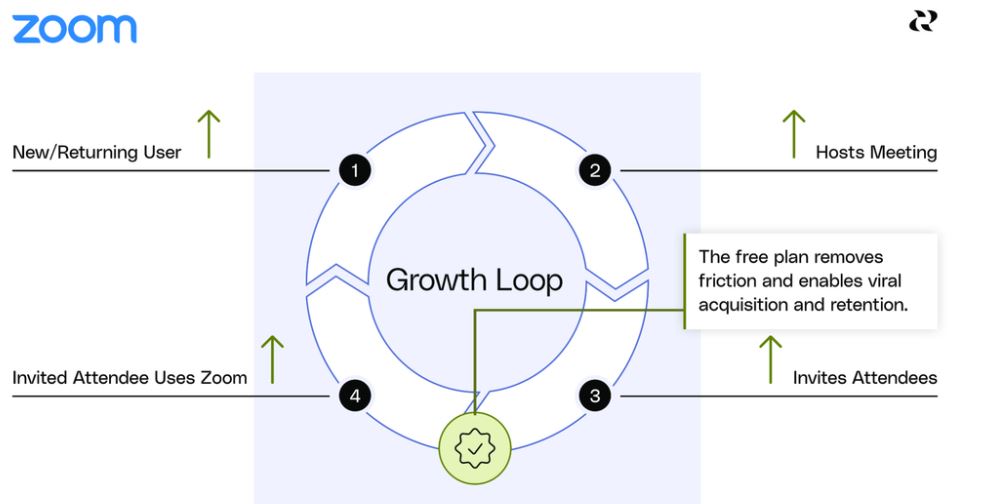 zoom
New/Returning User
1
2
Hosts Meeting
Growth Loop
The free plan removes
friction and enables viral
acquisition and retention.
Invited Attendee Uses Zoom
4
3
Invites Attendees